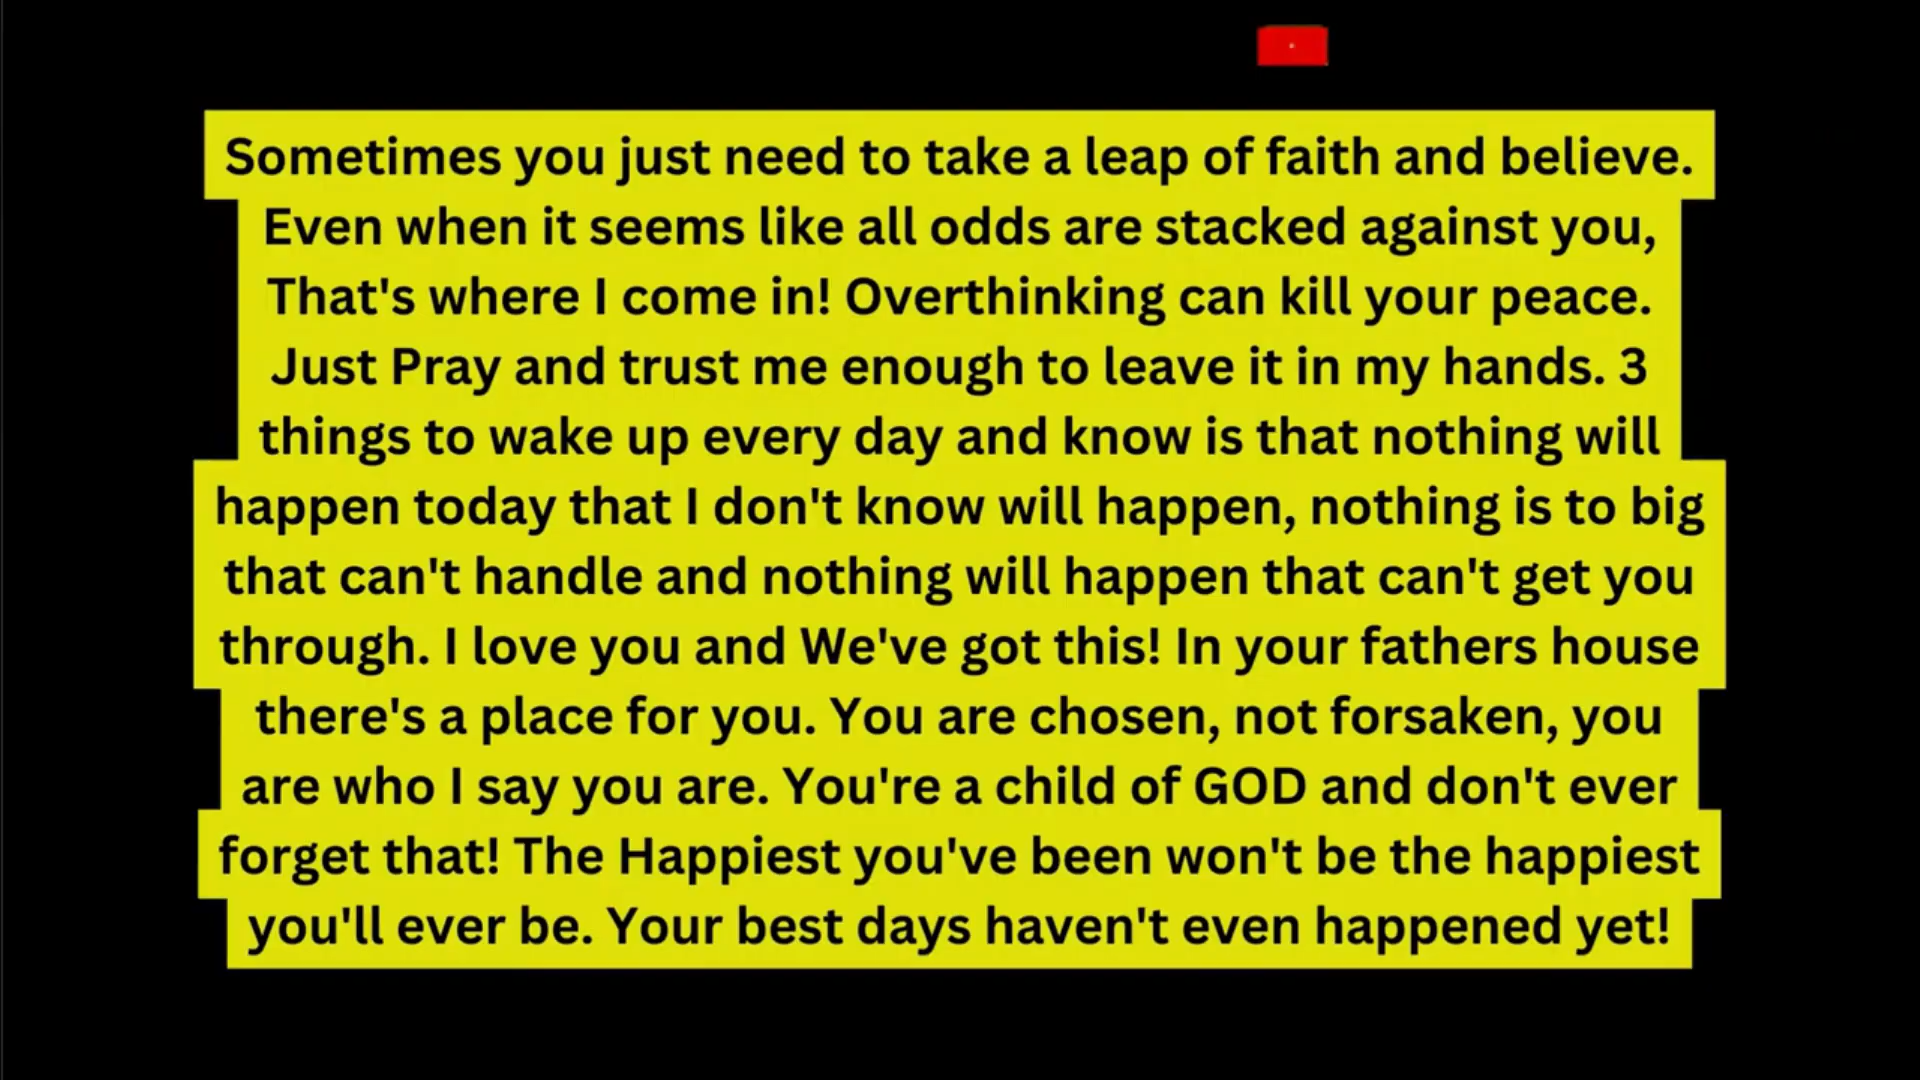 Sometimes you just need to take a leap of faith and believe.
Even when it seems like all odds are stacked against you,
That's where I come in! Overthinking can kill your peace.
Just Pray and trust me enough to leave it in my hands. 3
things to wake up every day and know is that nothing will
happen today that I don't know will happen, nothing is to big
that can't handle and nothing will happen that can't get you
through. I love you and We've got this! In your fathers house
there's a place for you. You are chosen, not forsaken, you
are who I say you are. You're a child of GOD and don't ever
forget that! The Happiest you've been won't be the happiest
you'll ever be. Your best days haven't even happened yet!